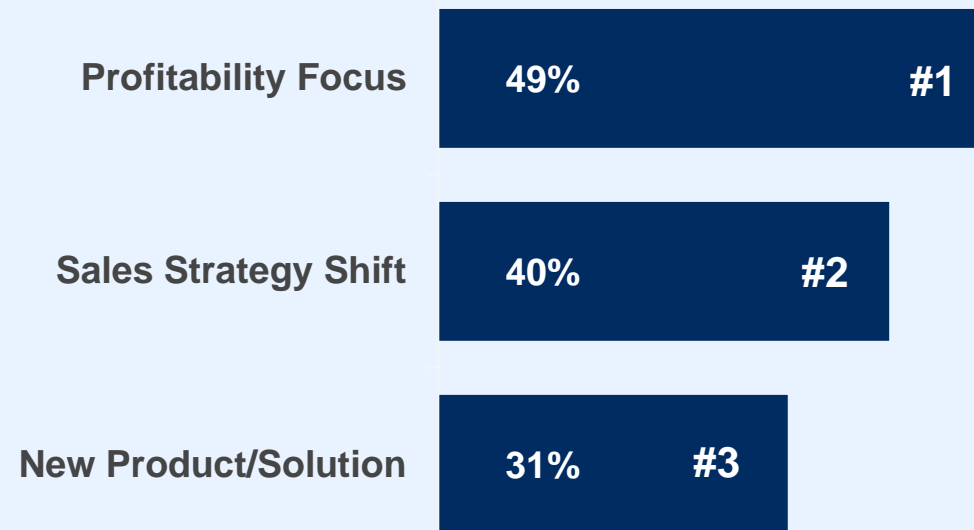 Profitability Focus 49% #1
Sales Strategy Shift 40% #2
New Product/Solution 31% #3